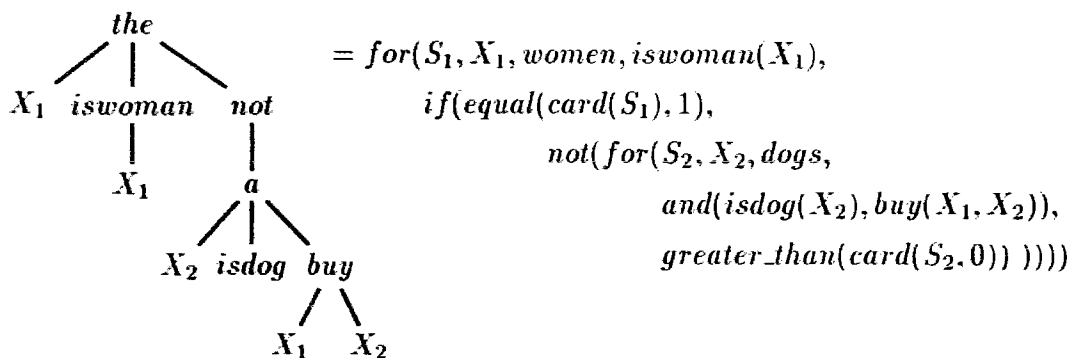 the
= for(S₁, X₁, women, iswoman(X₁),
X₁ iswoman not
if(equal(card(S₁), 1),
not(for(S₂, X₂, dogs,
X₁
a
and(isdog(X₂), buy(X₁, X₂)),
X₂ isdog buy
greater_than(card(S₂, 0)) ))))
X₁ X₂